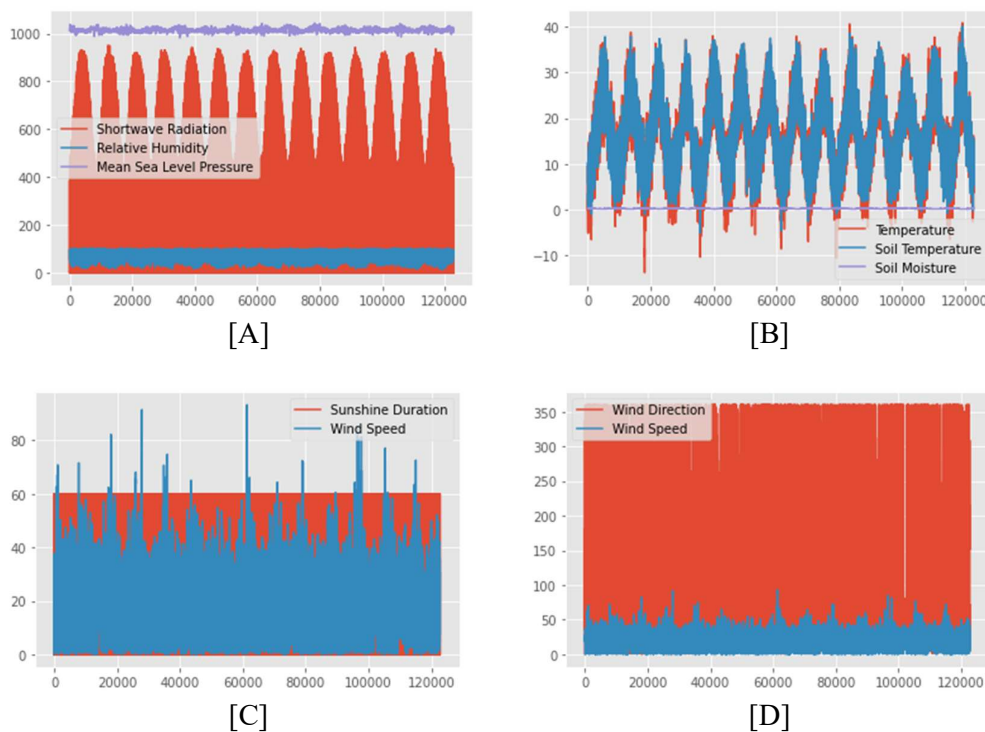 1000
800
600
400
200
0
Shortwave Radiation
Relative Humidity
Mean Sea Level Pressure
0 20000 40000 60000 80000 100000 120000
[A]
40
30
20
10
0
−10
Temperature
Soil Temperature
Soil Moisture
0 20000 40000 60000 80000 100000 120000
[B]
80
60
40
20
0
Sunshine Duration
Wind Speed
0 20000 40000 60000 80000 100000 120000
[C]
350
300
250
200
150
100
50
0
Wind Direction
Wind Speed
0 20000 40000 60000 80000 100000 120000
[D]